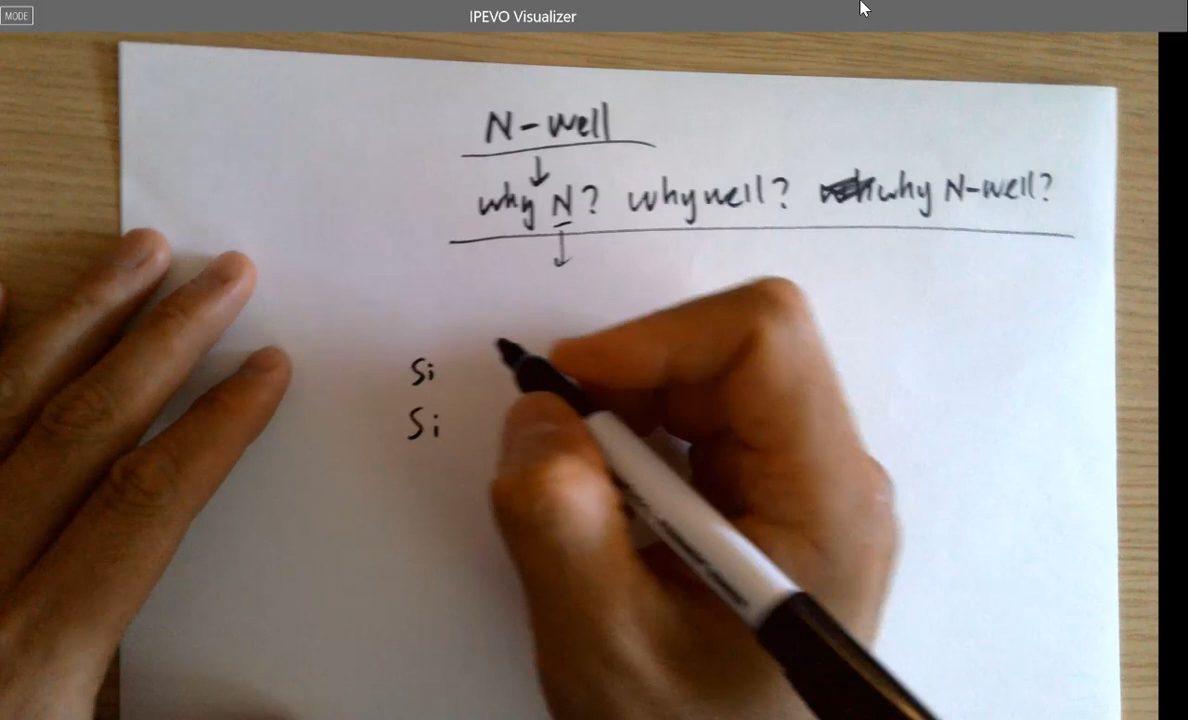 MODE
IPEVO Visualizer
N-well
why N? why well? why N-well?
Si
Si